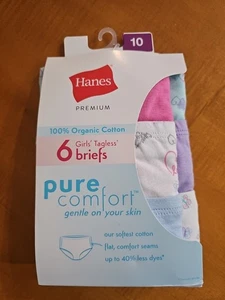 10
Hanes
PREMIUM
100% Organic Cotton
6 Girls' Tagless®
briefs
pure
comfort™
gentle on your skin
our softest cotton
flat, comfort seams
up to 40% less dyes*